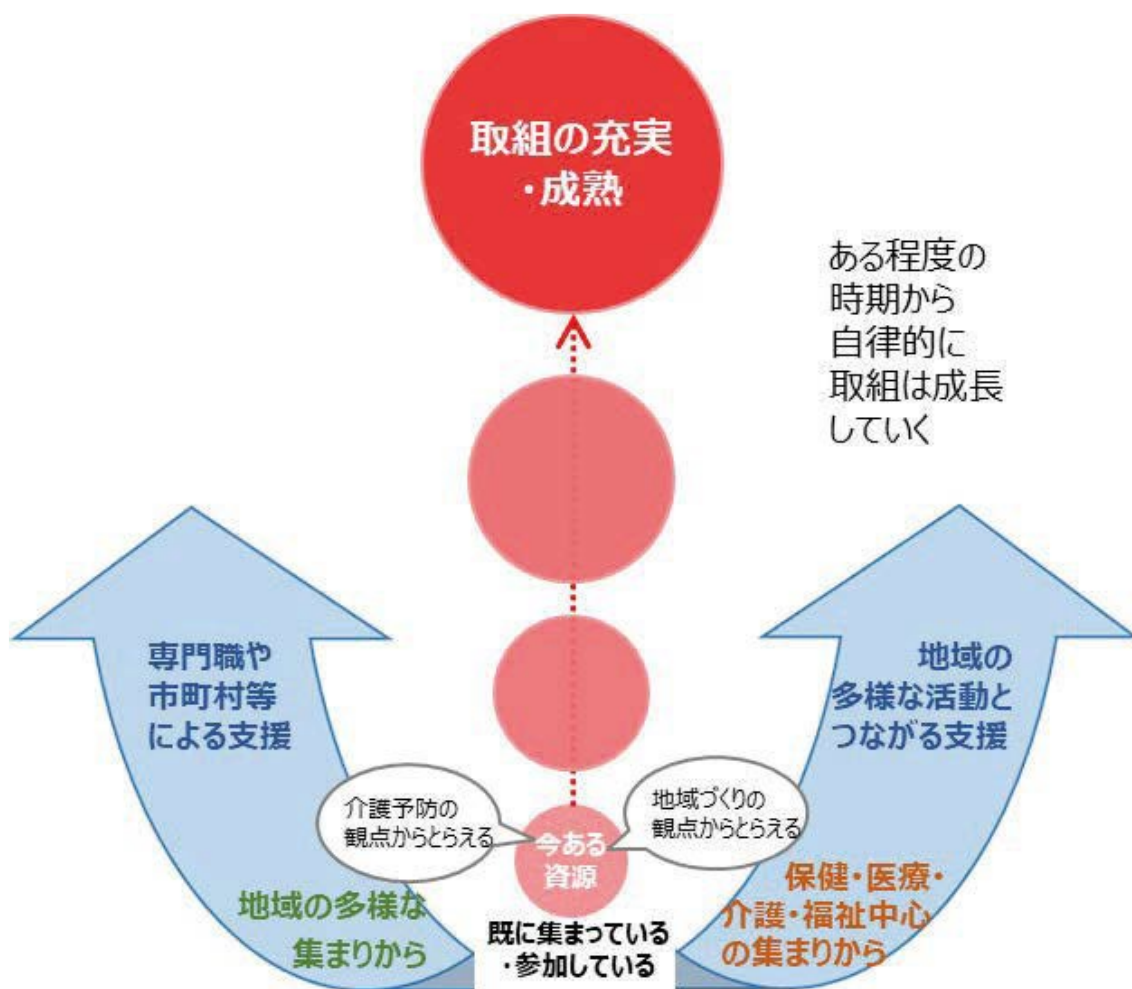 取組の充実
・成熟
ある程度の
時期から
自律的に
取組は成長
していく
専門職や
市町村等
による支援
地域の
多様な活動と
つながる支援
介護予防の
観点からとらえる
地域づくりの
観点からとらえる
今ある
資源
地域の多様な
集まりから
既に集まっている
・参加している
保健・医療・
介護・福祉中心
の集まりから